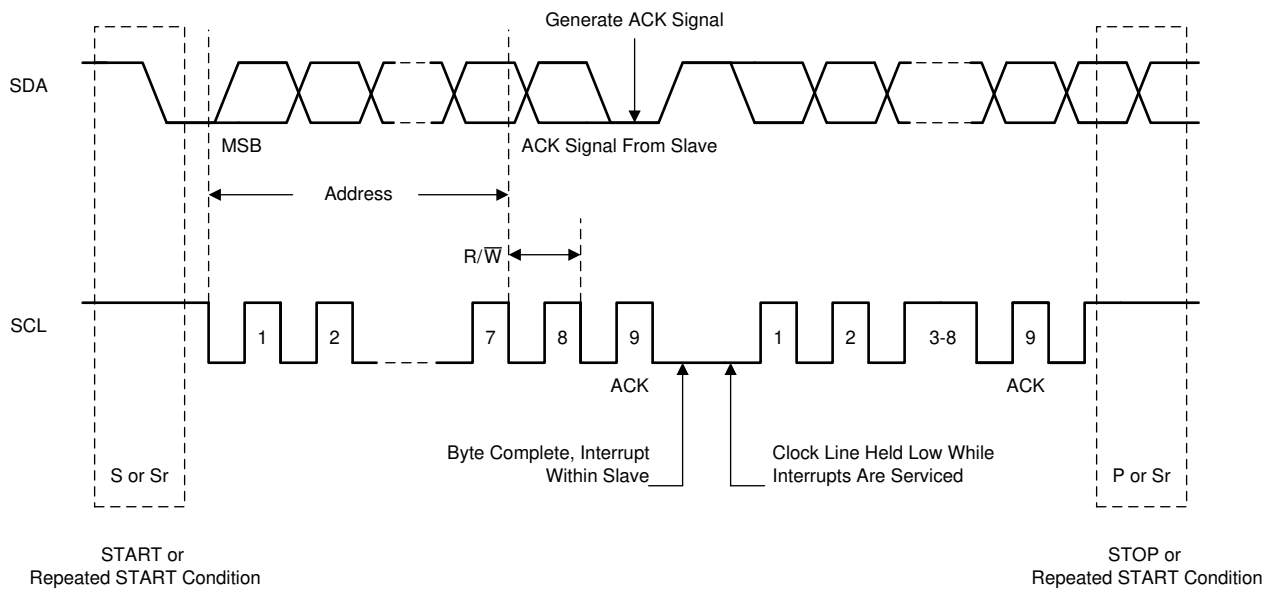 Generate ACK Signal
SDA
MSB
ACK Signal From Slave
Address
R/W̅
SCL
1
2
7
8
9
1
2
3-8
9
ACK
ACK
Byte Complete, Interrupt
Within Slave
Clock Line Held Low While
Interrupts Are Serviced
S or Sr
P or Sr
START or
Repeated START Condition
STOP or
Repeated START Condition